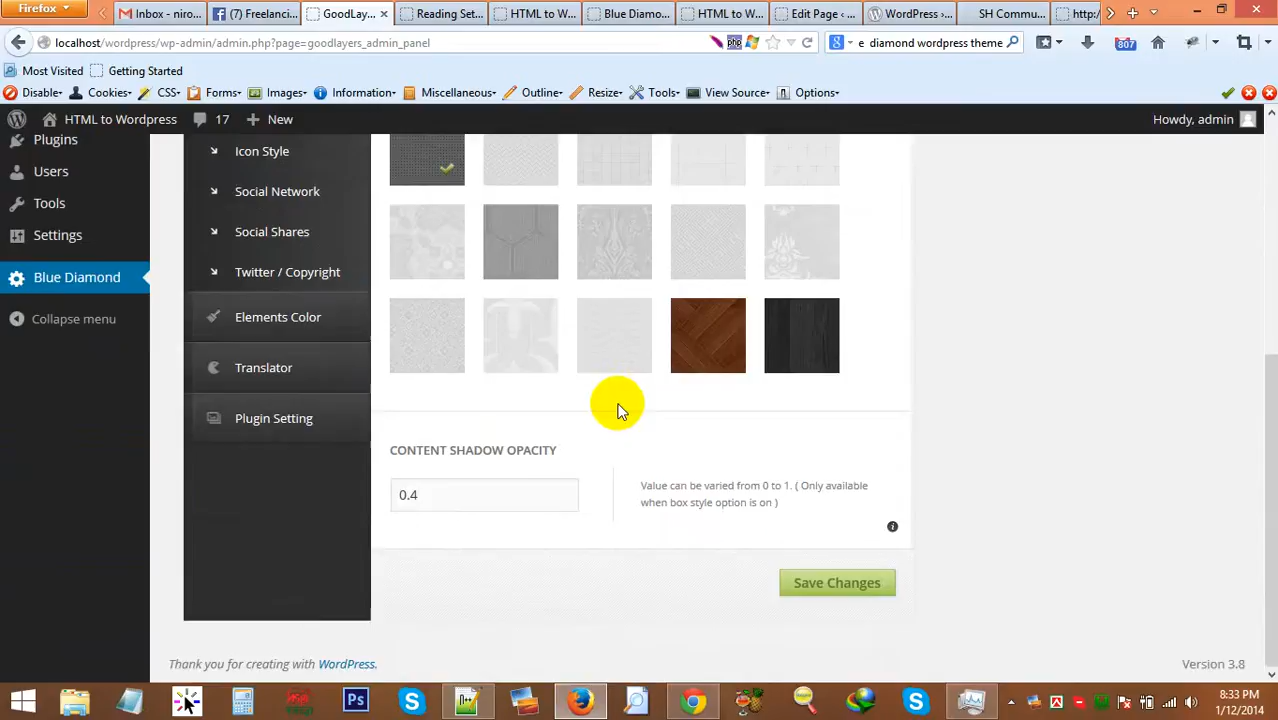 Firefox
Inbox - niro...
(7) Freelanci...
GoodLay...
Reading Set...
HTML to W...
Blue Diamo...
HTML to W...
Edit Page ‹ ...
WordPress ›...
SH Commu...
http:/
localhost/wordpress/wp-admin/admin.php?page=goodlayers_admin_panel
e diamond wordpress theme
807
Most Visited
Getting Started
Disable
Cookies
CSS
Forms
Images
Information
Miscellaneous
Outline
Resize
Tools
View Source
Options
HTML to Wordpress
17
New
Howdy, admin
Plugins
Users
Tools
Settings
Blue Diamond
Collapse menu
Icon Style
Social Network
Social Shares
Twitter / Copyright
Elements Color
Translator
Plugin Setting
CONTENT SHADOW OPACITY
0.4
Value can be varied from 0 to 1. ( Only available
when box style option is on )
Save Changes
Thank you for creating with WordPress.
Version 3.8
Ps
8:33 PM
1/12/2014